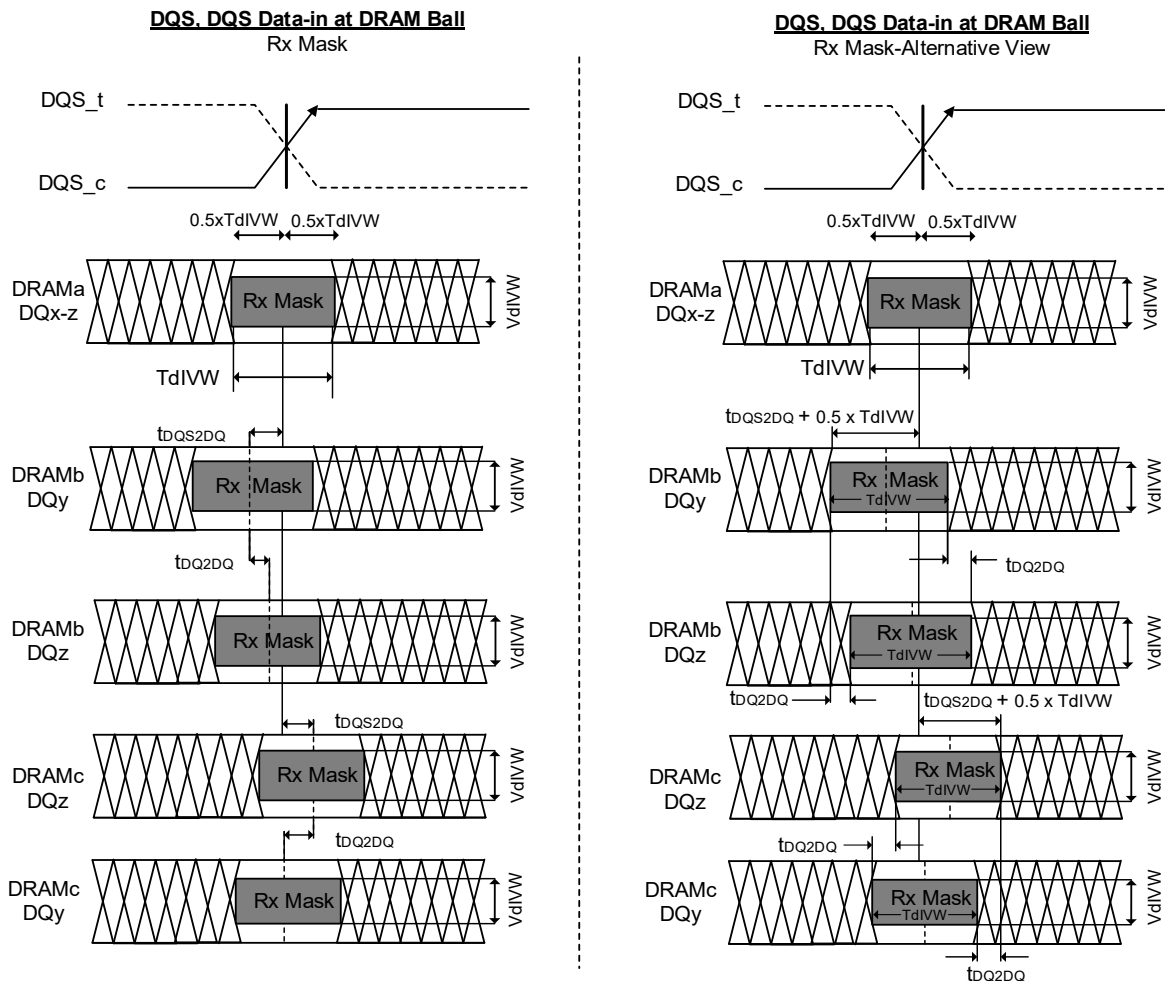 DQS, DQS Data-in at DRAM Ball
Rx Mask
DQS_t
DQS_c
0.5xTdIVW 0.5xTdIVW
DRAMa
DQx-z
Rx Mask
VdIVW
TdIVW
tDQS2DQ
DRAMb
DQy
Rx Mask
VdIVW
tDQ2DQ
DRAMb
DQz
Rx Mask
VdIVW
tDQS2DQ
DRAMc
DQz
Rx Mask
VdIVW
tDQ2DQ
DRAMc
DQy
Rx Mask
VdIVW
DQS, DQS Data-in at DRAM Ball
Rx Mask-Alternative View
DQS_t
DQS_c
0.5xTdIVW 0.5xTdIVW
DRAMa
DQx-z
Rx Mask
VdIVW
TdIVW
tDQS2DQ + 0.5 x TdIVW
DRAMb
DQy
Rx Mask
TdIVW
VdIVW
tDQ2DQ
DRAMb
DQz
Rx Mask
TdIVW
VdIVW
tDQ2DQ
tDQS2DQ + 0.5 x TdIVW
DRAMc
DQz
Rx Mask
TdIVW
VdIVW
tDQ2DQ
DRAMc
DQy
Rx Mask
TdIVW
VdIVW
tDQ2DQ